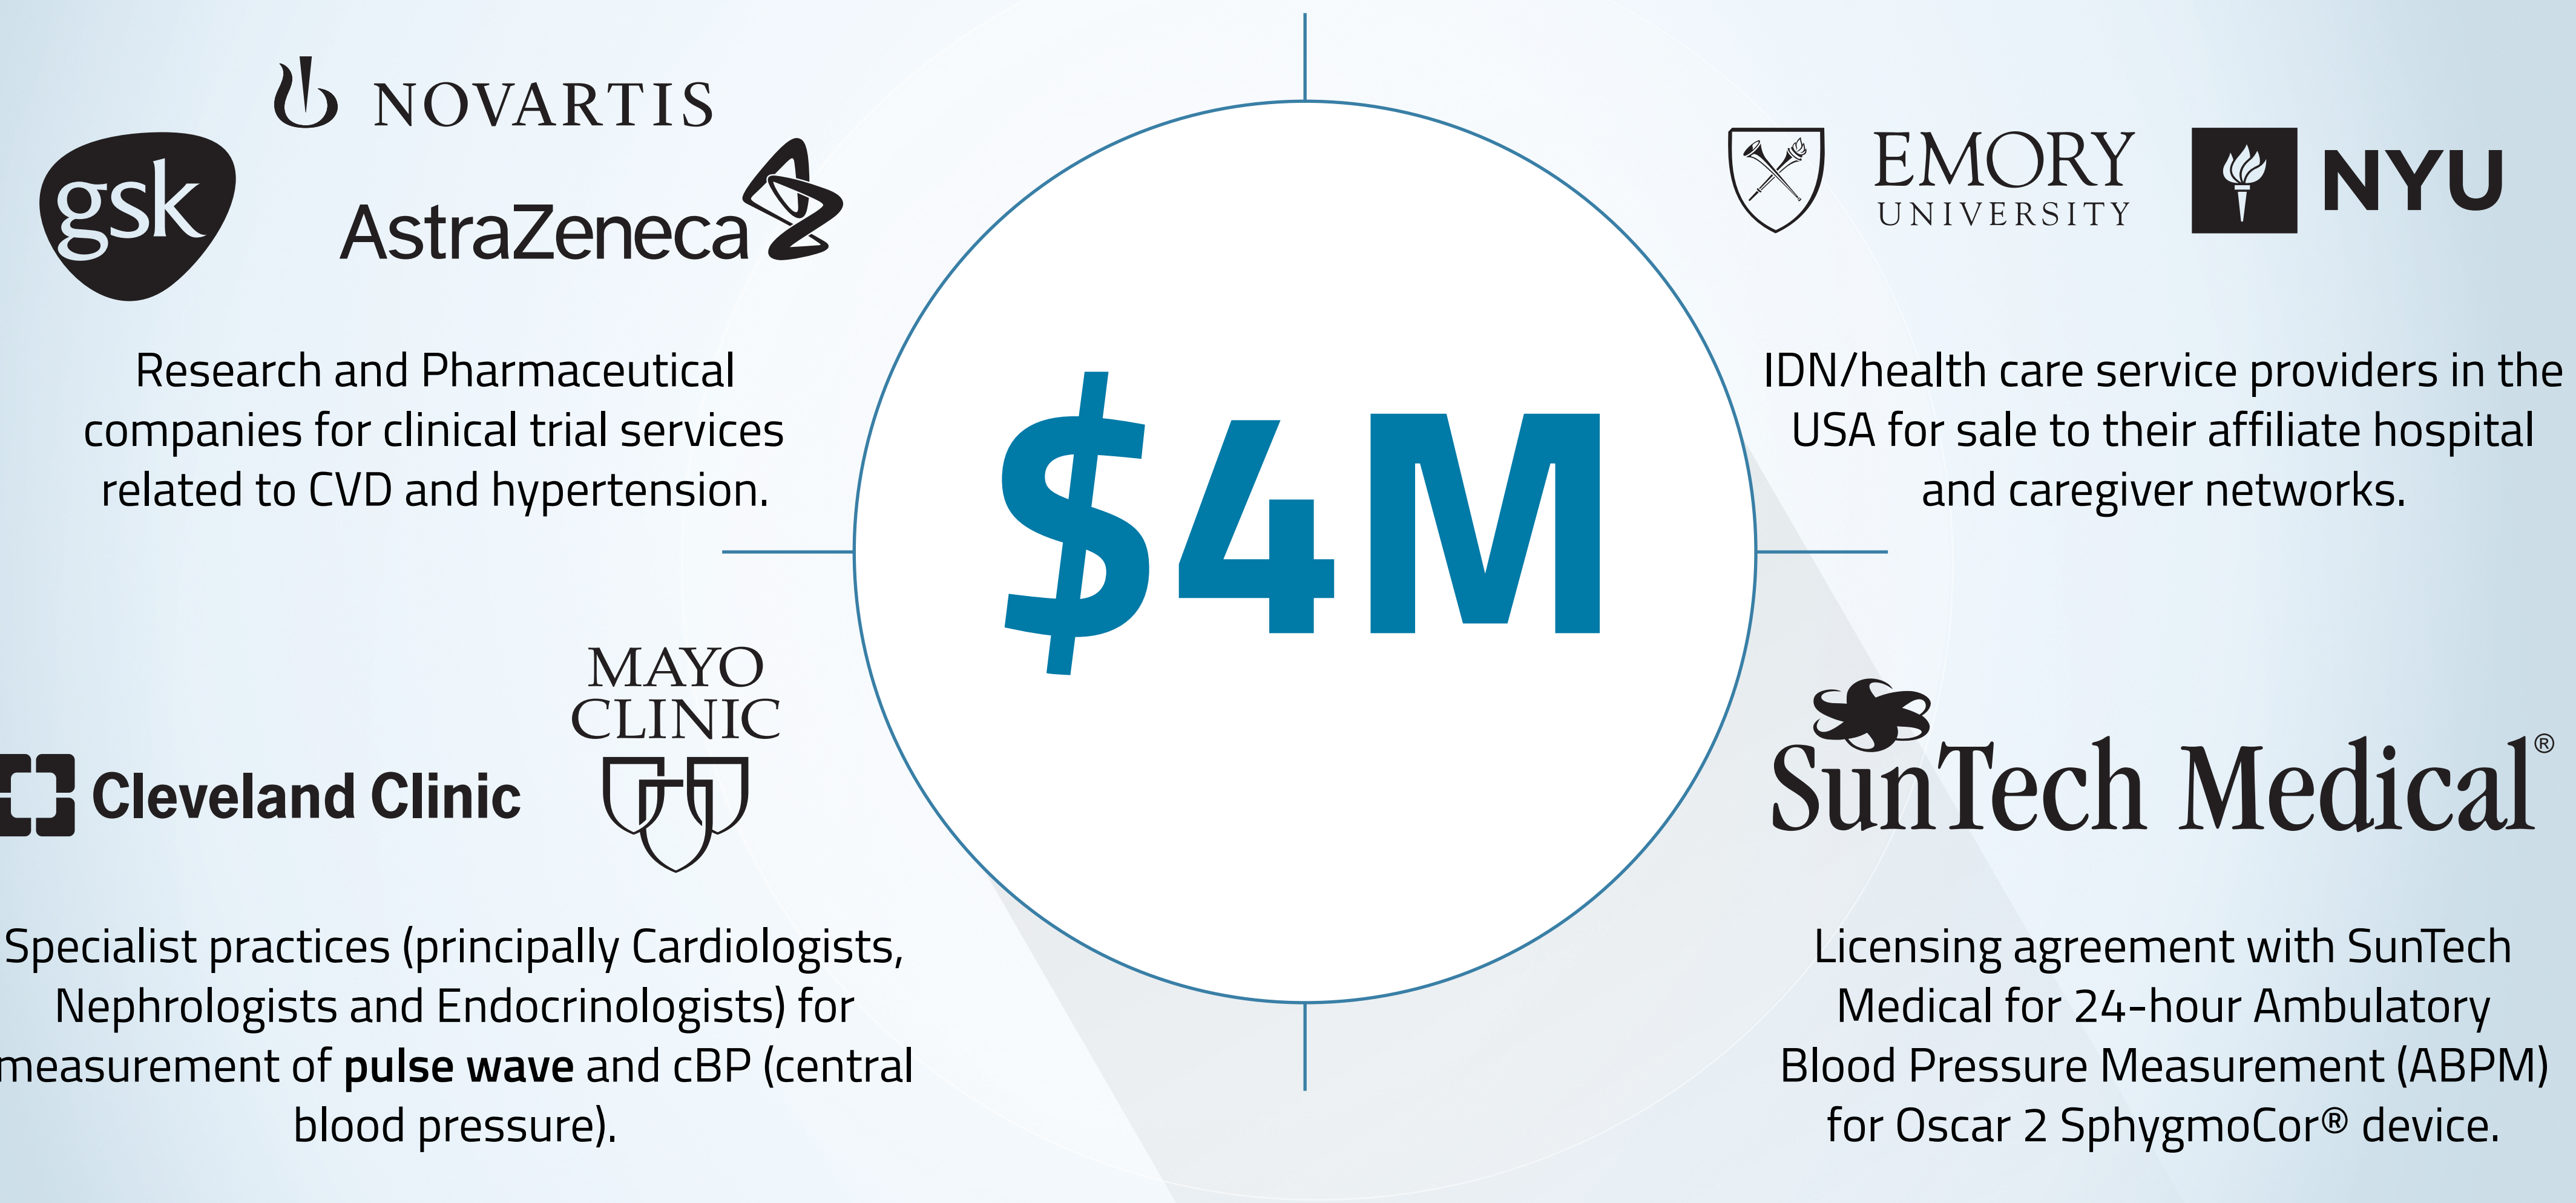 NOVARTIS
gsk
AstraZeneca
Research and Pharmaceutical
companies for clinical trial services
related to CVD and hypertension.
EMORY
UNIVERSITY
NYU
IDN/health care service providers in the
USA for sale to their affiliate hospital
and caregiver networks.
$4M
Cleveland Clinic
MAYO
CLINIC
Specialist practices (principally Cardiologists,
Nephrologists and Endocrinologists) for
measurement of pulse wave and cBP (central
blood pressure).
SunTech Medical®
Licensing agreement with SunTech
Medical for 24-hour Ambulatory
Blood Pressure Measurement (ABPM)
for Oscar 2 SphygmoCor® device.